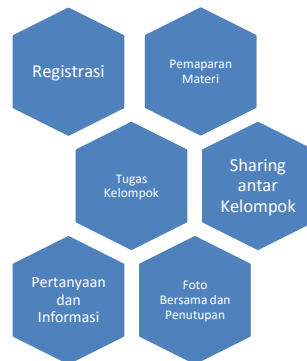 Registrasi
Pemaparan
Materi
Tugas
Kelompok
Sharing
antar
Kelompok
Pertanyaan
dan
Informasi
Foto
Bersama dan
Penutupan